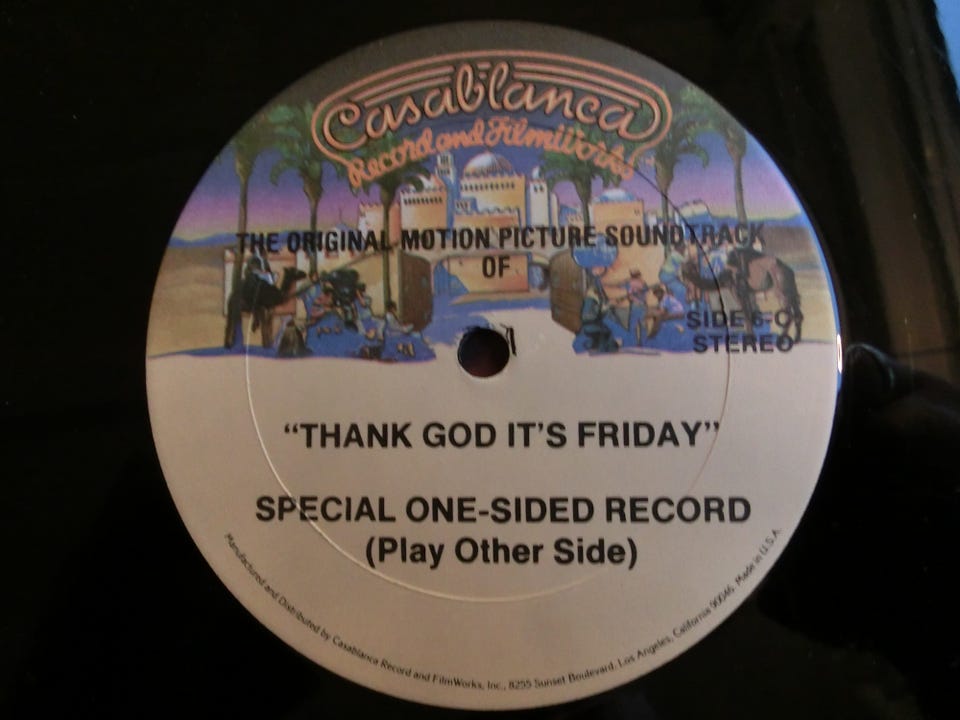 Casablanca
Record and FilmWorks
THE ORIGINAL MOTION PICTURE SOUNDTRACK
OF
SIDE 6-C
STEREO
“THANK GOD IT'S FRIDAY”
SPECIAL ONE-SIDED RECORD
(Play Other Side)
Manufactured and Distributed by Casablanca Record and FilmWorks, Inc., 8255 Sunset Boulevard, Los Angeles, California 90046. Made in U.S.A.